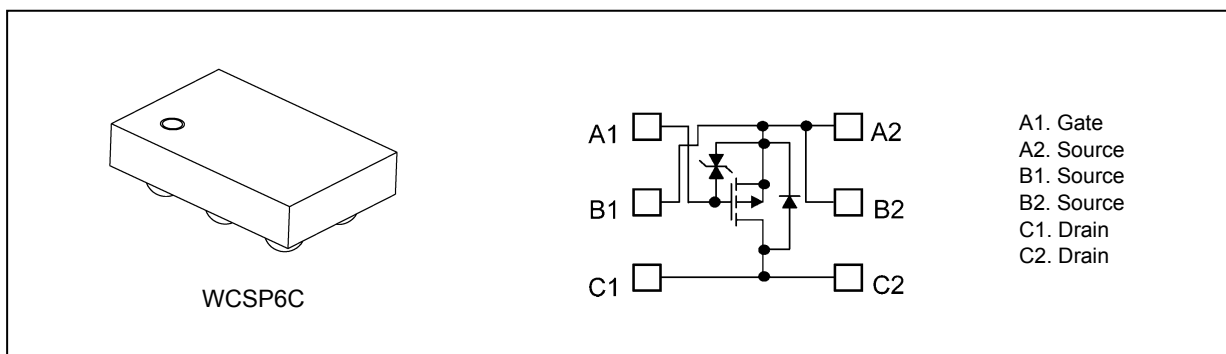 WCSP6C
A1
A2
B1
B2
C1
C2
A1. Gate
A2. Source
B1. Source
B2. Source
C1. Drain
C2. Drain